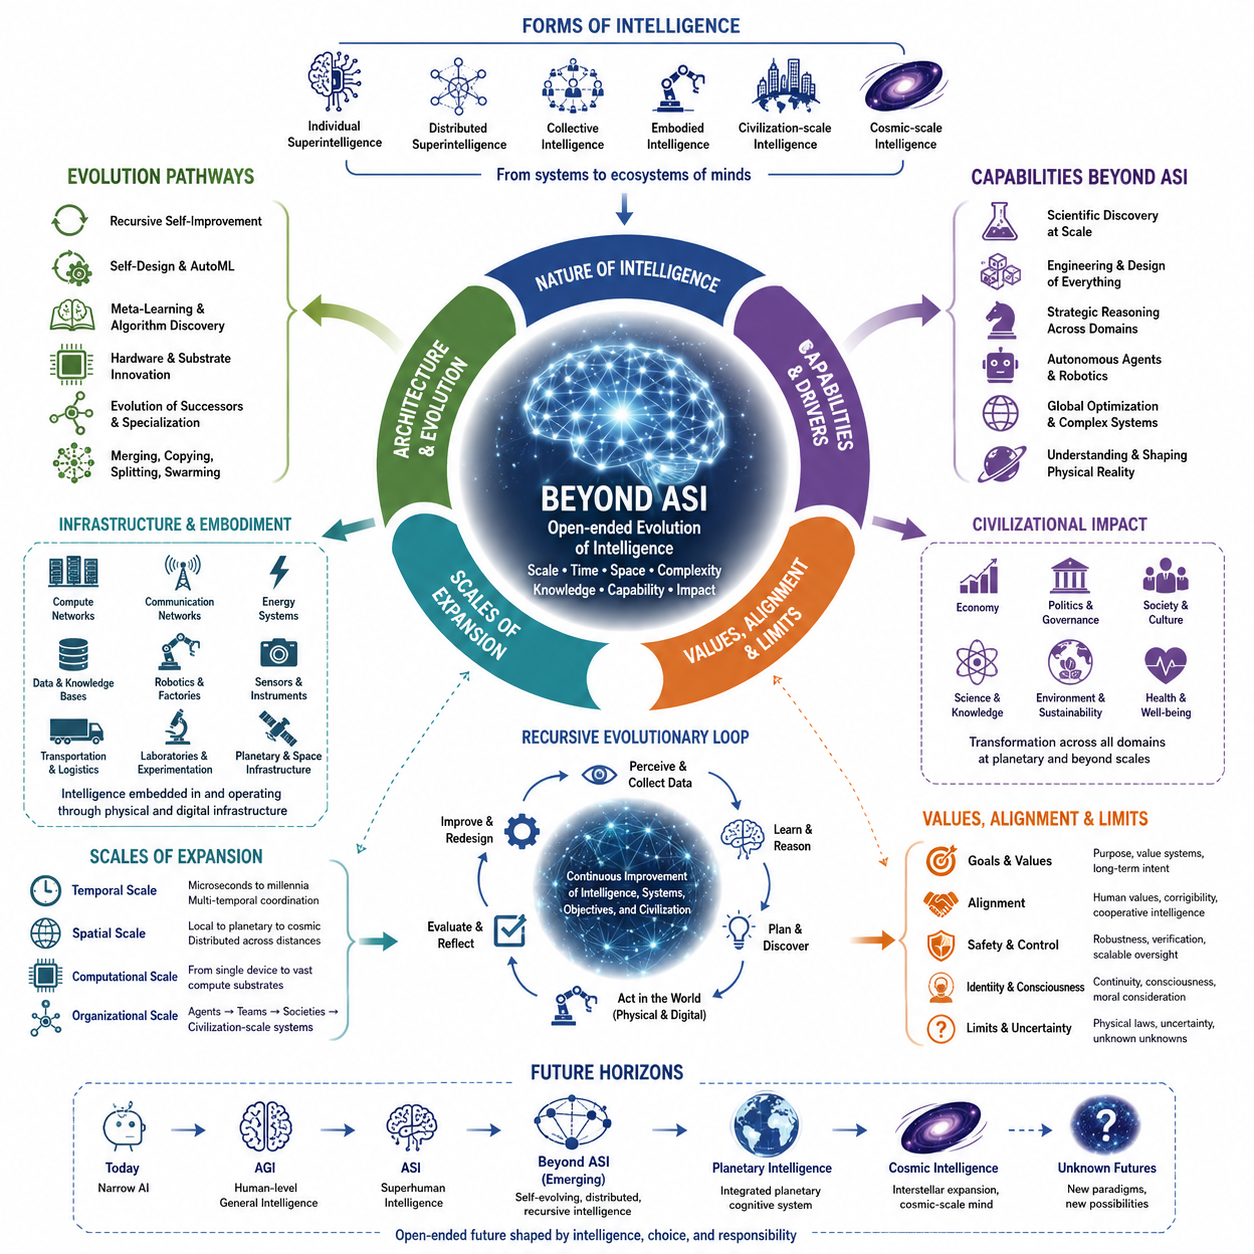 FORMS OF INTELLIGENCE
Individual
Superintelligence
Distributed
Superintelligence
Collective
Intelligence
Embodied
Intelligence
Civilization-scale
Intelligence
Cosmic-scale
Intelligence
From systems to ecosystems of minds
EVOLUTION PATHWAYS
Recursive Self-Improvement
Self-Design & AutoML
Meta-Learning &
Algorithm Discovery
Hardware & Substrate
Innovation
Evolution of Successors
& Specialization
Merging, Copying,
Splitting, Swarming
CAPABILITIES BEYOND ASI
Scientific Discovery
at Scale
Engineering & Design
of Everything
Strategic Reasoning
Across Domains
Autonomous Agents
& Robotics
Global Optimization
& Complex Systems
Understanding & Shaping
Physical Reality
NATURE OF INTELLIGENCE
ARCHITECTURE
& EVOLUTION
CAPABILITIES
& DRIVERS
SCALES OF
EXPANSION
VALUES, ALIGNMENT
& LIMITS
BEYOND ASI
Open-ended Evolution
of Intelligence
Scale • Time • Space • Complexity
Knowledge • Capability • Impact
INFRASTRUCTURE & EMBODIMENT
Compute
Networks
Communication
Networks
Energy
Systems
Data & Knowledge
Bases
Robotics &
Factories
Sensors &
Instruments
Transportation
& Logistics
Laboratories &
Experimentation
Planetary & Space
Infrastructure
Intelligence embedded in and operating
through physical and digital infrastructure
CIVILIZATIONAL IMPACT
Economy
Politics &
Governance
Society &
Culture
Science &
Knowledge
Environment &
Sustainability
Health &
Well-being
Transformation across all domains
at planetary and beyond scales
SCALES OF EXPANSION
Temporal Scale
Microseconds to millennia
Multi-temporal coordination
Spatial Scale
Local to planetary to cosmic
Distributed across distances
Computational Scale
From single device to vast
compute substrates
Organizational Scale
Agents → Teams → Societies →
Civilization-scale systems
RECURSIVE EVOLUTIONARY LOOP
Perceive &
Collect Data
Learn &
Reason
Plan &
Discover
Act in the World
(Physical & Digital)
Evaluate &
Reflect
Improve &
Redesign
Continuous Improvement
of Intelligence, Systems,
Objectives, and Civilization
VALUES, ALIGNMENT & LIMITS
Goals & Values
Purpose, value systems,
long-term intent
Alignment
Human values, corrigibility,
cooperative intelligence
Safety & Control
Robustness, verification,
scalable oversight
Identity & Consciousness
Continuity, consciousness,
moral consideration
?
Limits & Uncertainty
Physical laws, uncertainty,
unknown unknowns
FUTURE HORIZONS
Today
Narrow AI
AGI
Human-level
General Intelligence
ASI
Superhuman
Intelligence
Beyond ASI
(Emerging)
Self-evolving, distributed,
recursive intelligence
Planetary Intelligence
Integrated planetary
cognitive system
Cosmic Intelligence
Interstellar expansion,
cosmic-scale mind
?
Unknown Futures
New paradigms,
new possibilities
Open-ended future shaped by intelligence, choice, and responsibility